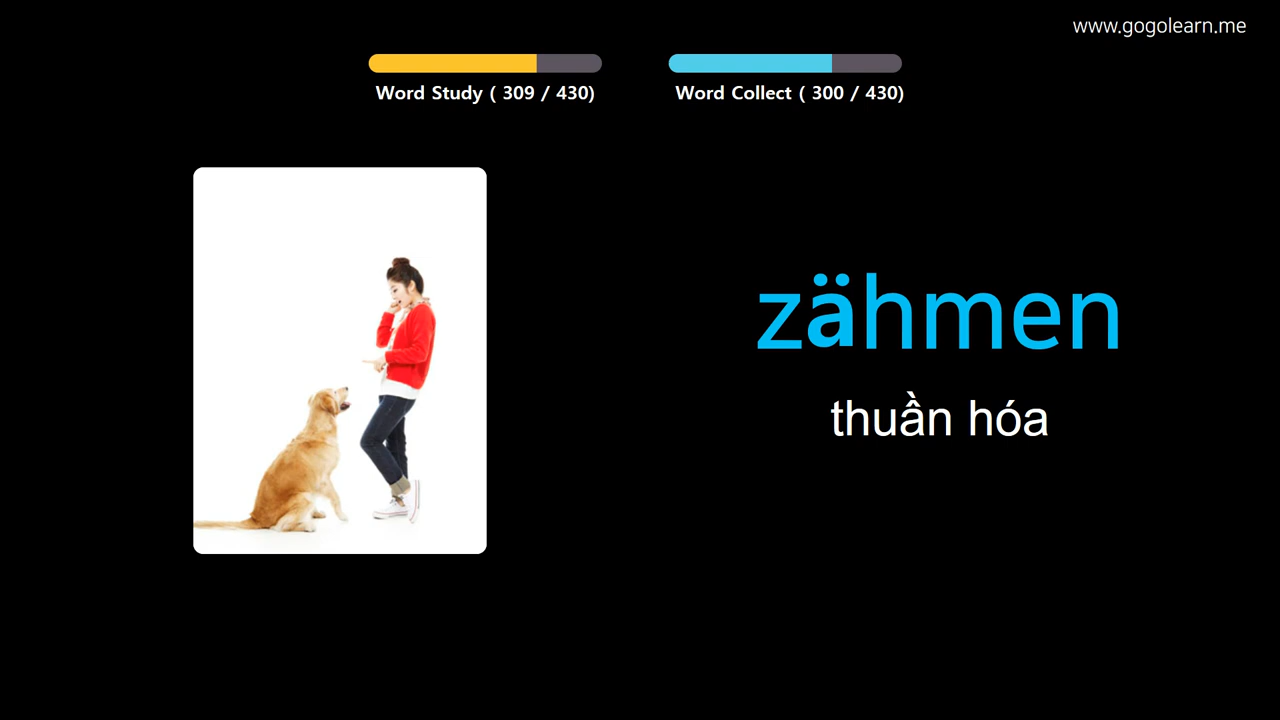 www.gogolearn.me
Word Study ( 309 / 430)
Word Collect ( 300 / 430)
zähmen
thuần hóa